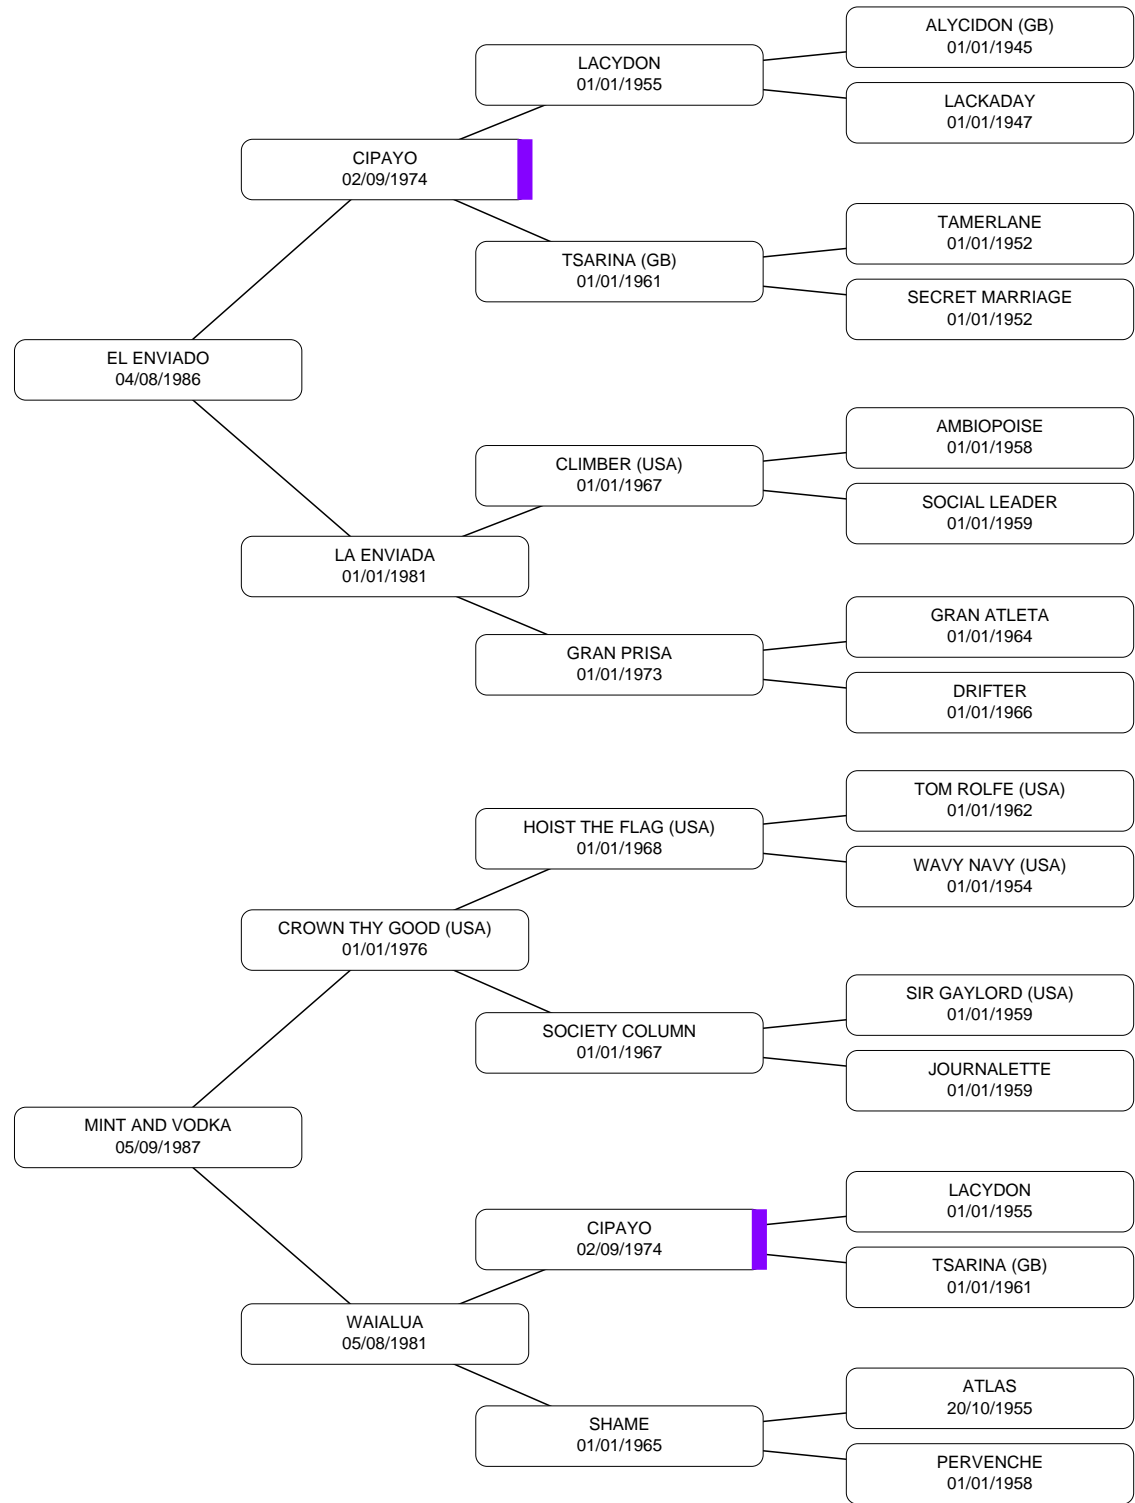 ALYCIDON (GB)
01/01/1945
LACYDON
01/01/1955
LACKADAY
01/01/1947
CIPAYO
02/09/1974
TAMERLANE
01/01/1952
TSARINA (GB)
01/01/1961
SECRET MARRIAGE
01/01/1952
EL ENVIADO
04/08/1986
AMBIOPOISE
01/01/1958
CLIMBER (USA)
01/01/1967
SOCIAL LEADER
01/01/1959
LA ENVIADA
01/01/1981
GRAN ATLETA
01/01/1964
GRAN PRISA
01/01/1973
DRIFTER
01/01/1966
TOM ROLFE (USA)
01/01/1962
HOIST THE FLAG (USA)
01/01/1968
WAVY NAVY (USA)
01/01/1954
CROWN THY GOOD (USA)
01/01/1976
SIR GAYLORD (USA)
01/01/1959
SOCIETY COLUMN
01/01/1967
JOURNALETTE
01/01/1959
MINT AND VODKA
05/09/1987
LACYDON
01/01/1955
CIPAYO
02/09/1974
TSARINA (GB)
01/01/1961
WAIALUA
05/08/1981
ATLAS
20/10/1955
SHAME
01/01/1965
PERVENCHE
01/01/1958